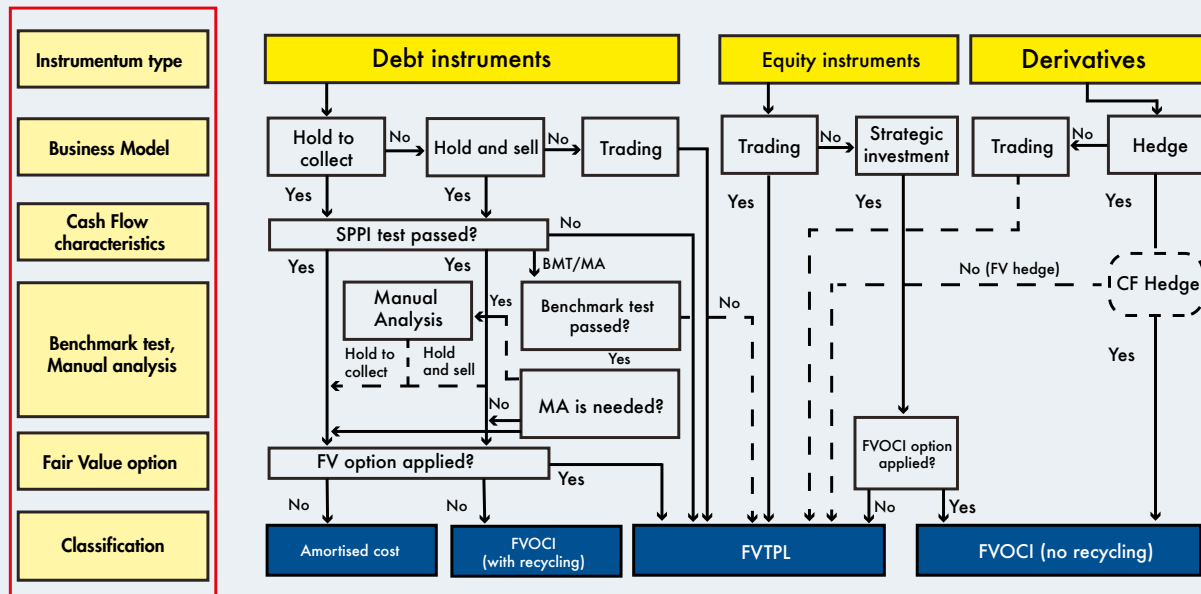 Instrumentum type
Debt instruments
Equity instruments
Derivatives
Business Model
Hold to
collect
No
Hold and sell
No
Trading
Trading
No
Strategic
investment
Trading
No
Hedge
Yes
Yes
Yes
Yes
Yes
Cash Flow
characteristics
SPPI test passed?
No
Yes
Yes
BMT/MA
No (FV hedge)
CF Hedge
Benchmark test,
Manual analysis
Manual
Analysis
Yes
Benchmark test
passed?
No
Hold to
collect
Hold
and sell
Yes
Yes
No
MA is needed?
Fair Value option
FV option applied?
Yes
FVOCI option
applied?
No
No
No
Yes
Classification
Amortised cost
FVOCI
(with recycling)
FVTPL
FVOCI (no recycling)